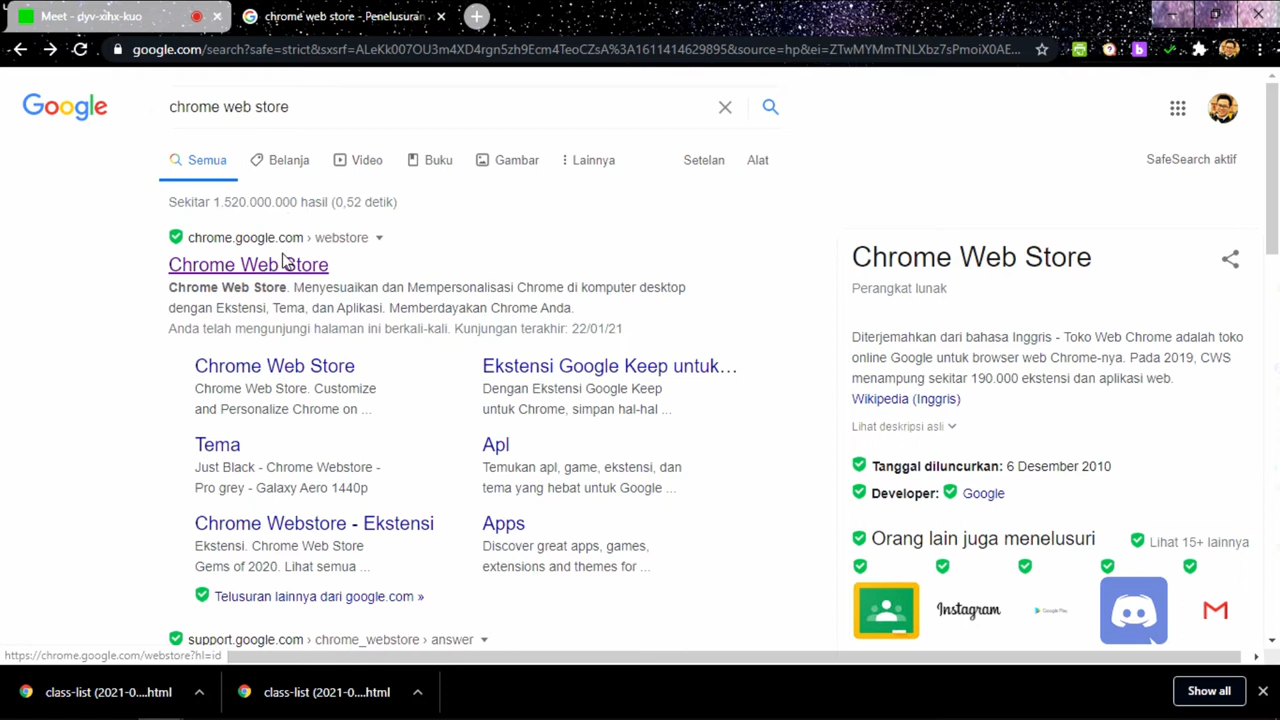 Meet - dyv-xihx-kuo
chrome web store - Penelusuran
google.com/search?safe=strict&sxsrf=ALeKk007OU3m4XD4rgn5zh9Ecm4TeoCZsA%3A1611414629895&source=hp&ei=ZTwMYMmTNLXbz7sPmoiX0AE...
Google
chrome web store
Semua
Belanja
Video
Buku
Gambar
Lainnya
Setelan
Alat
SafeSearch aktif
Sekitar 1.520.000.000 hasil (0,52 detik)
chrome.google.com › webstore
Chrome Web Store
Chrome Web Store. Menyesuaikan dan Mempersonalisasi Chrome di komputer desktop
dengan Ekstensi, Tema, dan Aplikasi. Memberdayakan Chrome Anda.
Anda telah mengunjungi halaman ini berkali-kali. Kunjungan terakhir: 22/01/21
Chrome Web Store
Chrome Web Store. Customize
and Personalize Chrome on ...
Ekstensi Google Keep untuk...
Dengan Ekstensi Google Keep
untuk Chrome, simpan hal-hal ...
Tema
Just Black - Chrome Webstore -
Pro grey - Galaxy Aero 1440p
Apl
Temukan apl, game, ekstensi, dan
tema yang hebat untuk Google ...
Chrome Webstore - Ekstensi
Ekstensi. Chrome Web Store
Gems of 2020. Lihat semua ...
Apps
Discover great apps, games,
extensions and themes for ...
Telusuran lainnya dari google.com »
support.google.com › chrome_webstore › answer
Chrome Web Store
Perangkat lunak
Diterjemahkan dari bahasa Inggris - Toko Web Chrome adalah toko
online Google untuk browser web Chrome-nya. Pada 2019, CWS
menampung sekitar 190.000 ekstensi dan aplikasi web.
Wikipedia (Inggris)
Lihat deskripsi asli
Tanggal diluncurkan: 6 Desember 2010
Developer: Google
Orang lain juga menelusuri
Lihat 15+ lainnya
Instagram
Google Play
https://chrome.google.com/webstore?hl=id
class-list (2021-0....html
class-list (2021-0....html
Show all